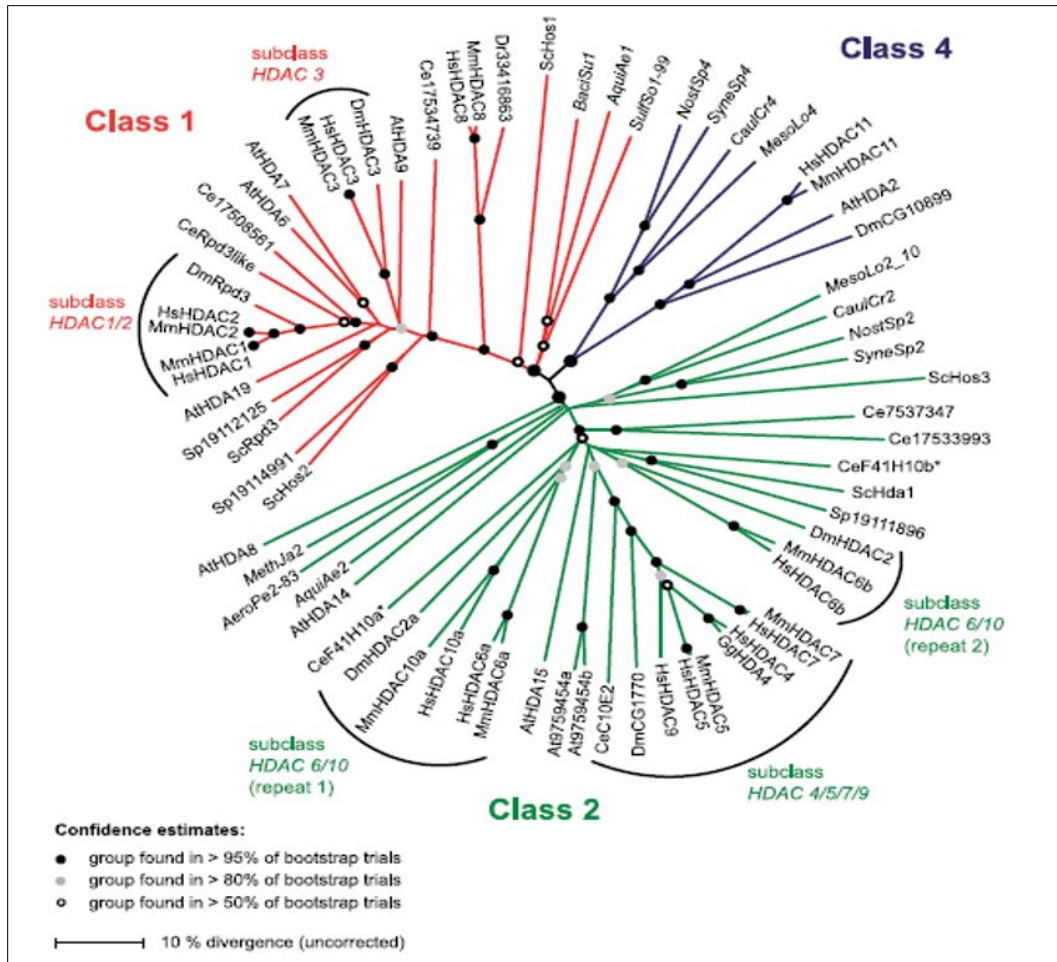 Class 1
subclass
HDAC 3
subclass
HDAC1/2
ScHos2
Sp19114991
ScRpd3
Sp19112125
AtHDA19
HsHDAC1
MmHDAC1
MmHDAC2
HsHDAC2
DmRpd3
CeRpd3like
Ce17508561
AtHDA6
AtHDA7
MmHDAC3
HsHDAC3
DmHDAC3
AtHDA9
Ce17534739
HsHDAC8
MmHDAC8
Dr33416863
ScHos1
BaciSu1
AquiAe1
SulfSo1-99
Class 4
NostSp4
SyneSp4
CaulCr4
MesoLo4
HsHDAC11
MmHDAC11
AtHDA2
DmCG10899
MesoLo2_10
CaulCr2
NostSp2
SyneSp2
ScHos3
Ce7537347
Ce17533993
CeF41H10b*
ScHda1
Sp19111896
DmHDAC2
MmHDAC6b
HsHDAC6b
subclass
HDAC 6/10
(repeat 2)
MmHDAC7
HsHDAC7
HsHDAC4
GgHDA4
MmHDAC5
HsHDAC5
HsHDAC9
DmCG1770
CeC10E2
subclass
HDAC 4/5/7/9
At9759454b
At9759454a
AtHDA15
MmHDAC6a
HsHDAC6a
HsHDAC10a
MmHDAC10a
DmHDAC2a
CeF41H10a*
subclass
HDAC 6/10
(repeat 1)
AtHDA14
AquiAe2
AeroPe2-83
MethJa2
AtHDA8
Class 2
Confidence estimates:
group found in > 95% of bootstrap trials
group found in > 80% of bootstrap trials
group found in > 50% of bootstrap trials
10 % divergence (uncorrected)